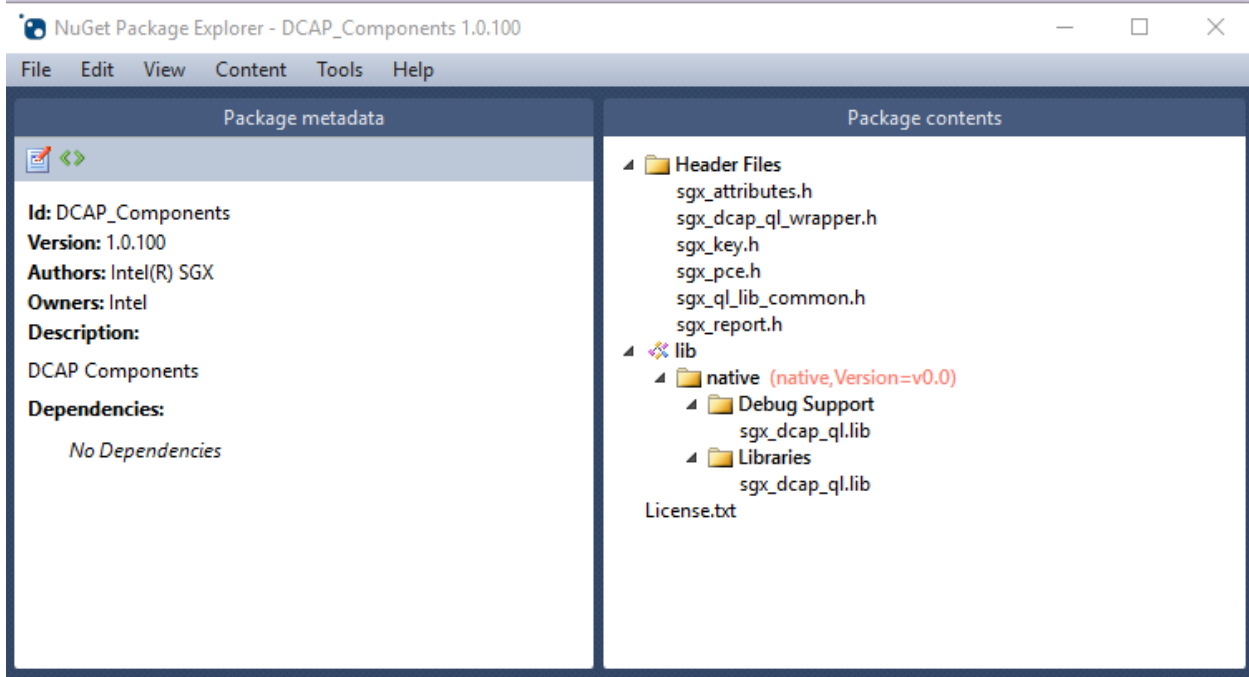 NuGet Package Explorer - DCAP_Components 1.0.100
File Edit View Content Tools Help
Package metadata
Id: DCAP_Components
Version: 1.0.100
Authors: Intel(R) SGX
Owners: Intel
Description:
DCAP Components
Dependencies:
No Dependencies
Package contents
Header Files
sgx_attributes.h
sgx_dcap_ql_wrapper.h
sgx_key.h
sgx_pce.h
sgx_ql_lib_common.h
sgx_report.h
lib
native (native,Version=v0.0)
Debug Support
sgx_dcap_ql.lib
Libraries
sgx_dcap_ql.lib
License.txt